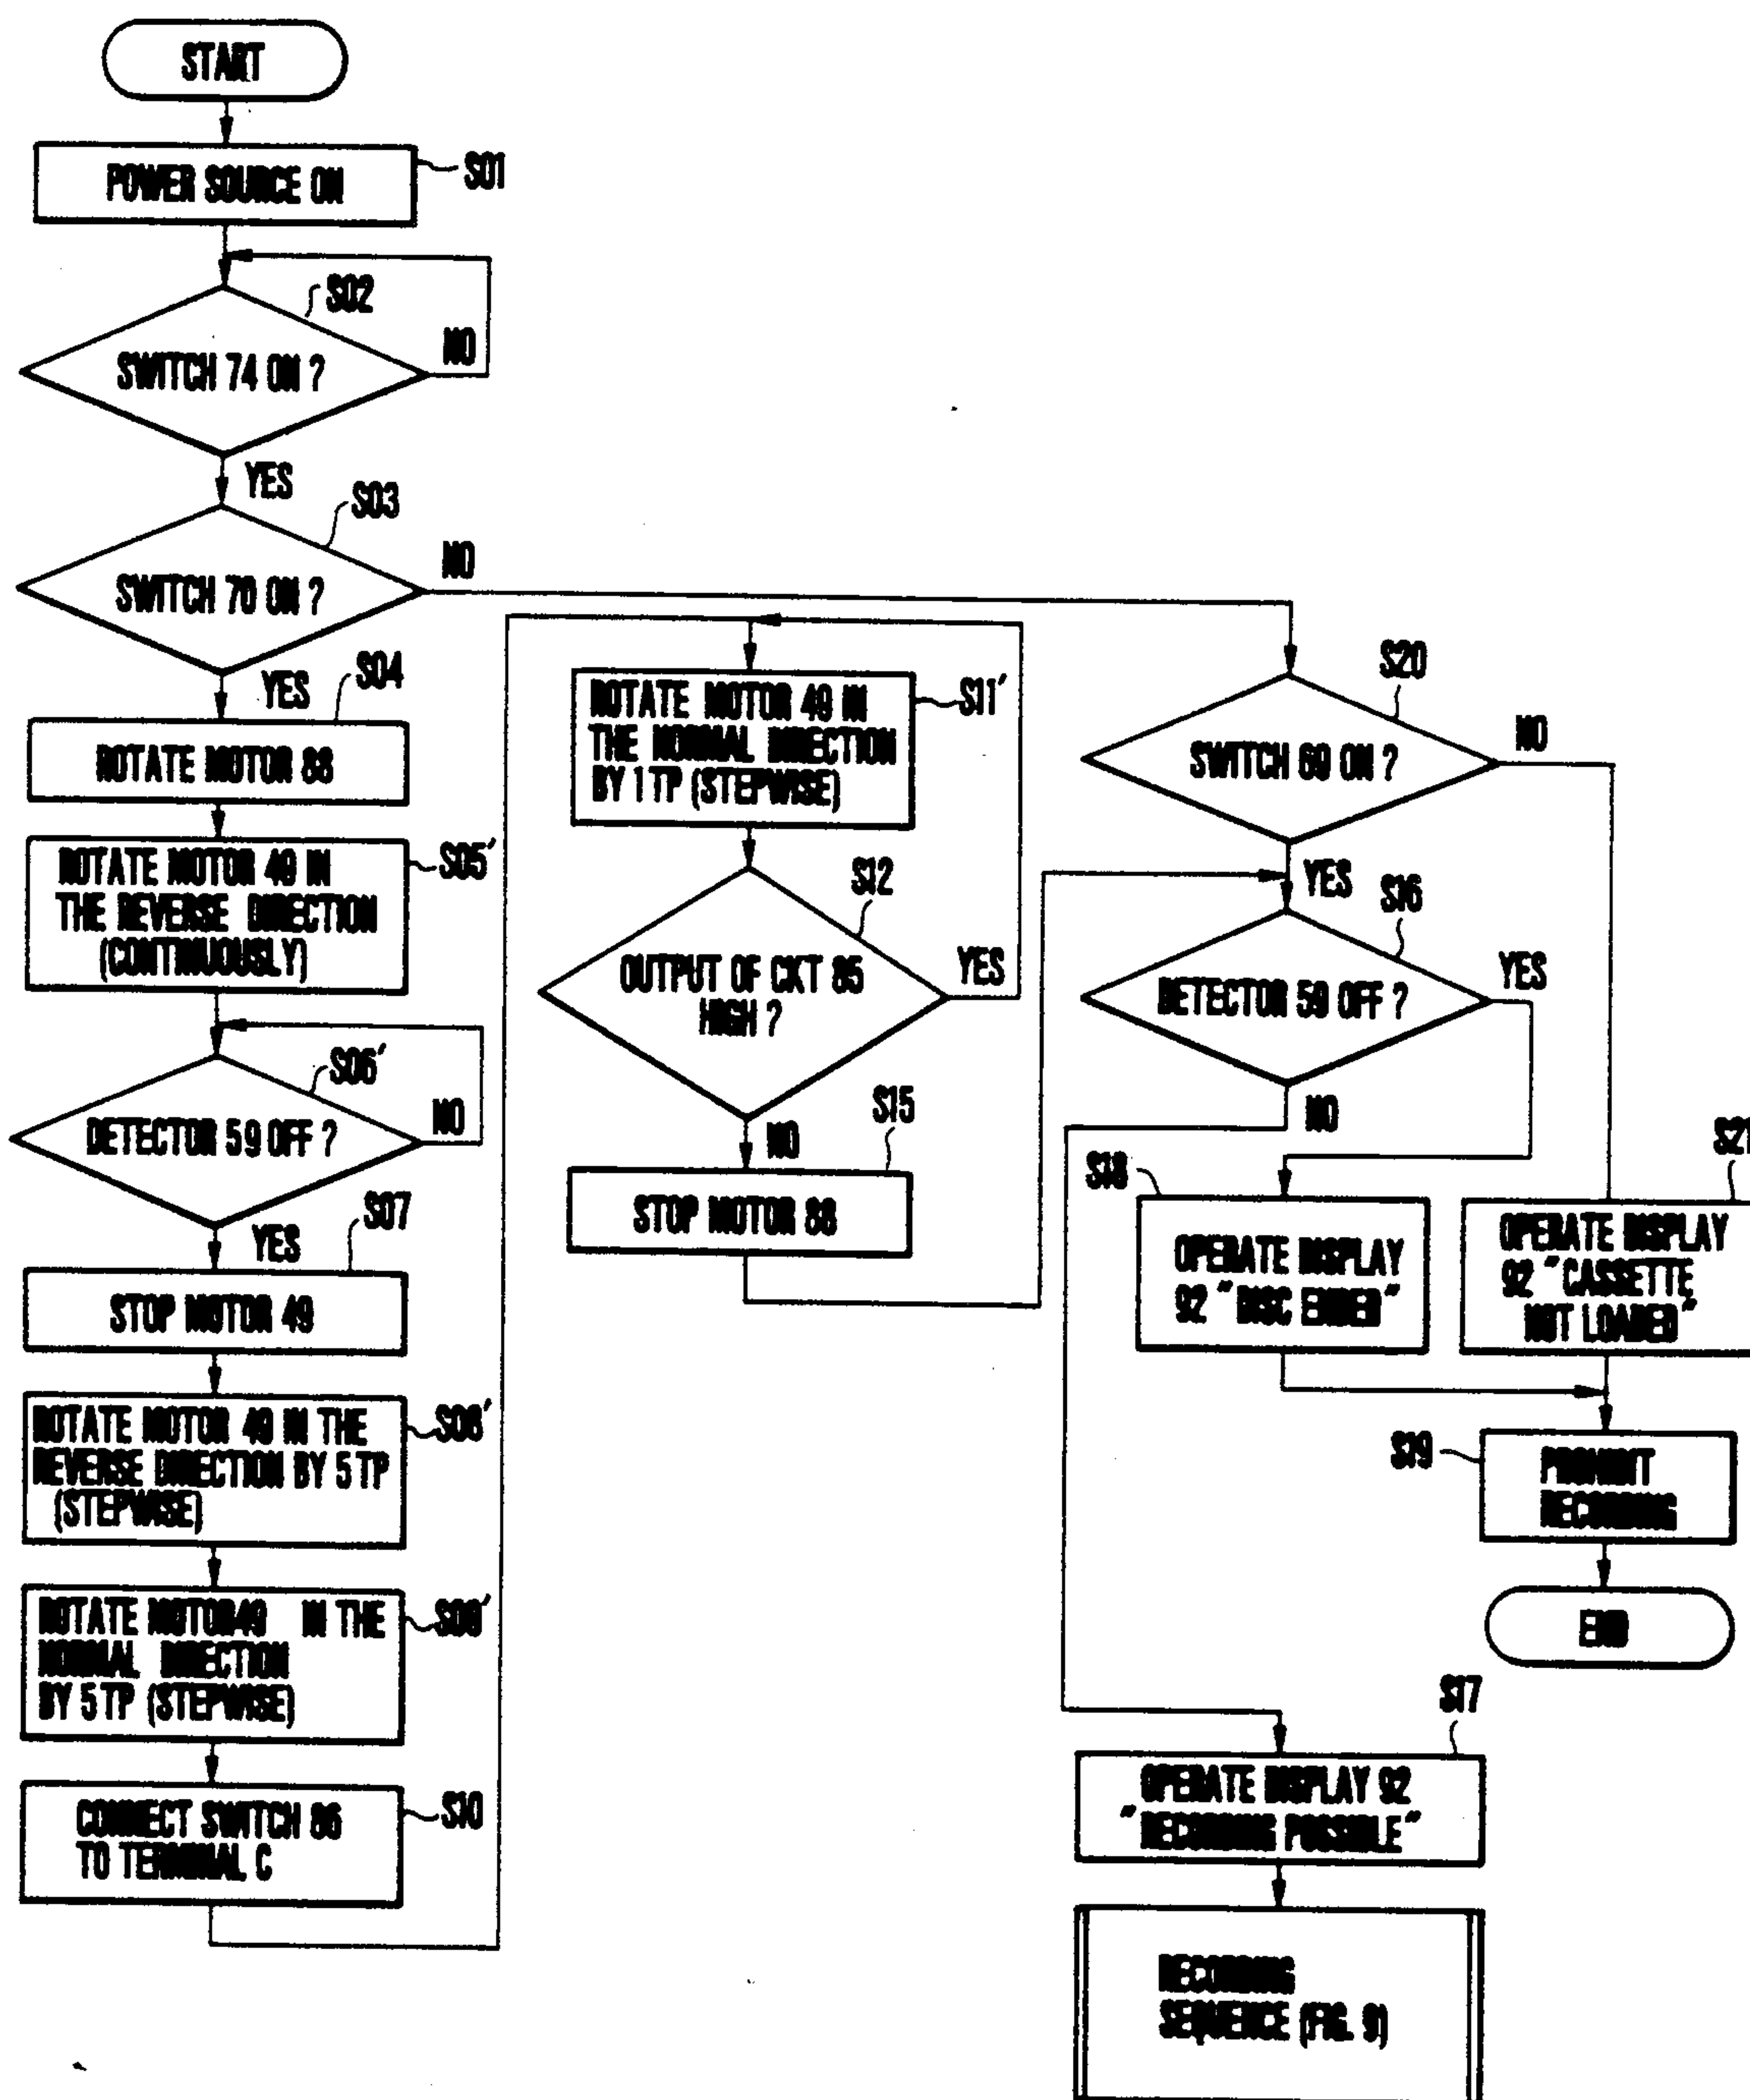 START
POWER SOURCE ON
S01
S02
SWITCH 74 ON ?
NO
YES
S03
SWITCH 70 ON ?
NO
YES
S04
ROTATE MOTOR 88
ROTATE MOTOR 49 IN
THE REVERSE DIRECTION
(CONTINUOUSLY)
S05'
S06'
DETECTOR 59 OFF ?
NO
YES
S07
STOP MOTOR 49
ROTATE MOTOR 49 IN THE
REVERSE DIRECTION BY 5 TP
(STEPWISE)
S08'
ROTATE MOTOR49 IN THE
NORMAL DIRECTION
BY 5 TP (STEPWISE)
S09'
CONNECT SWITCH 86
TO TERMINAL C
S10
ROTATE MOTOR 49 IN
THE NORMAL DIRECTION
BY 1 TP (STEPWISE)
S11'
S12
OUTPUT OF CKT 85
HIGH ?
YES
NO
S15
STOP MOTOR 88
S20
SWITCH 69 ON ?
NO
YES
S16
DETECTOR 59 OFF ?
YES
NO
S18
OPERATE DISPLAY
92 "DISC ENDED"
S21
OPERATE DISPLAY
92 "CASSETTE
NOT LOADED"
S19
PROHIBIT
RECORDING
END
S17
OPERATE DISPLAY 92
"RECORDING POSSIBLE"
RECORDING
SEQUENCE (FIG. 9)